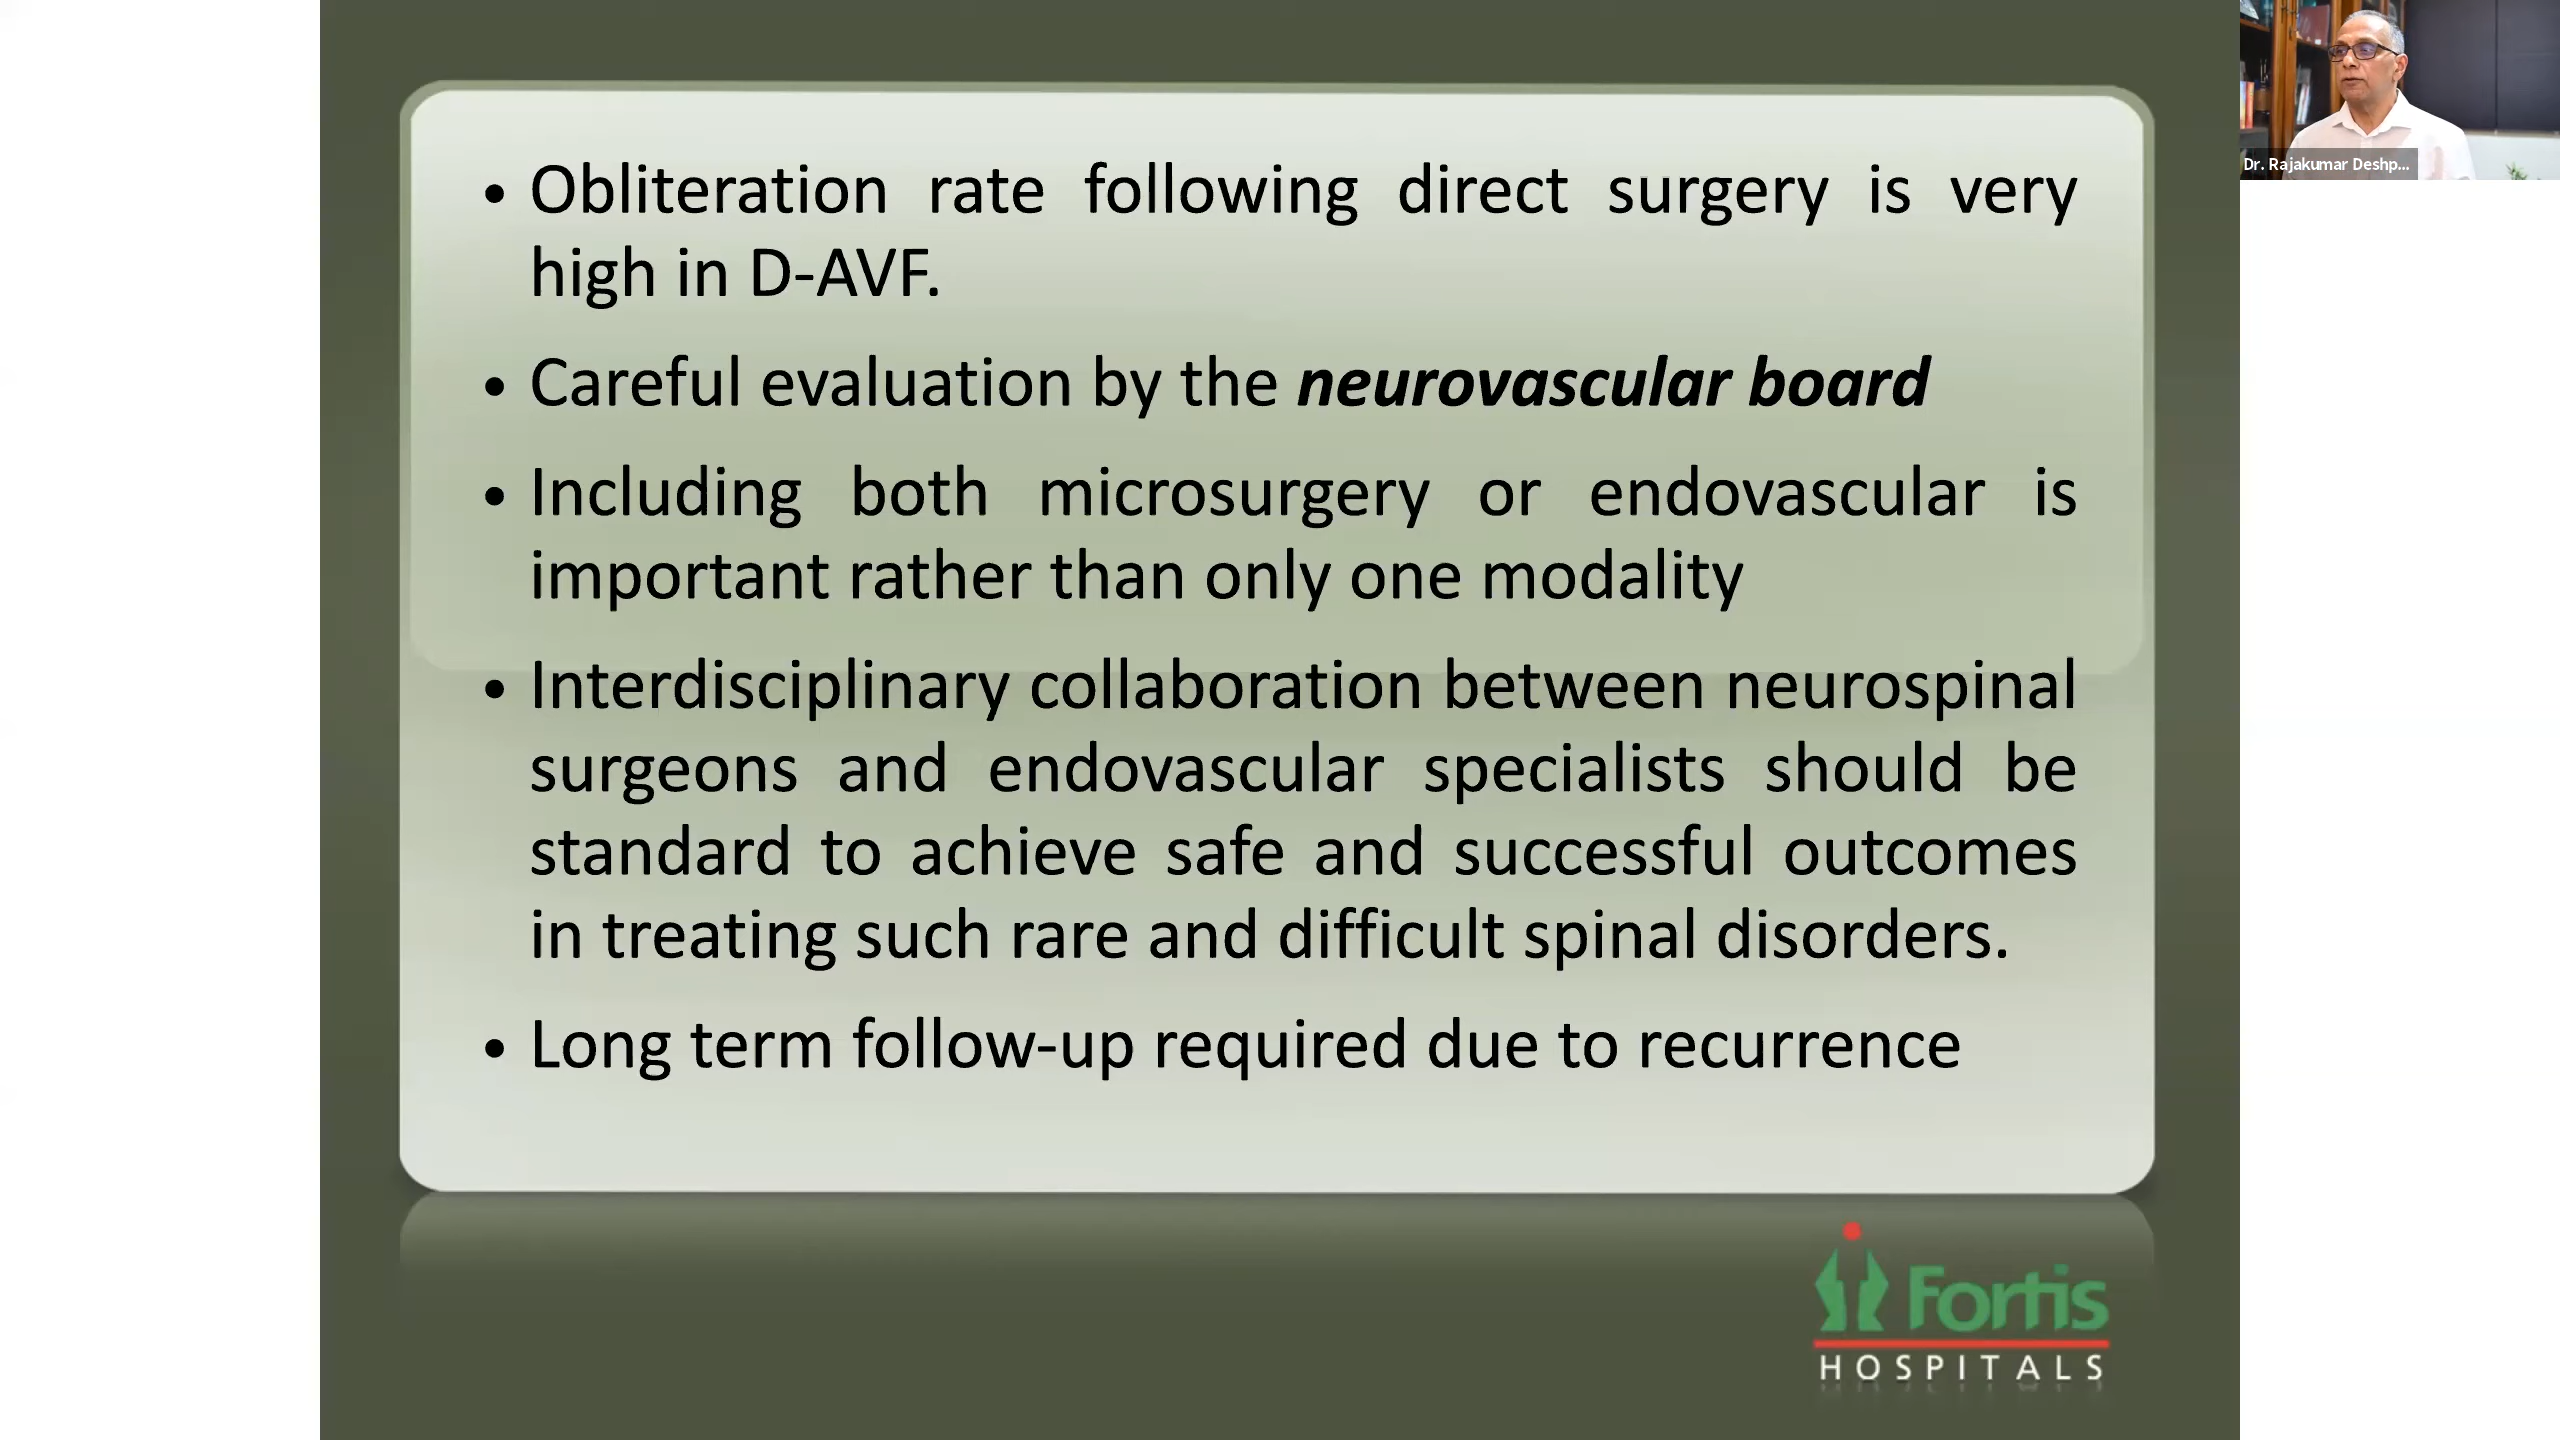 • Obliteration rate following direct surgery is very
high in D-AVF.
• Careful evaluation by the neurovascular board
• Including both microsurgery or endovascular is
important rather than only one modality
• Interdisciplinary collaboration between neurospinal
surgeons and endovascular specialists should be
standard to achieve safe and successful outcomes
in treating such rare and difficult spinal disorders.
• Long term follow-up required due to recurrence
Fortis
HOSPITALS
Dr. Rajakumar Deshp...